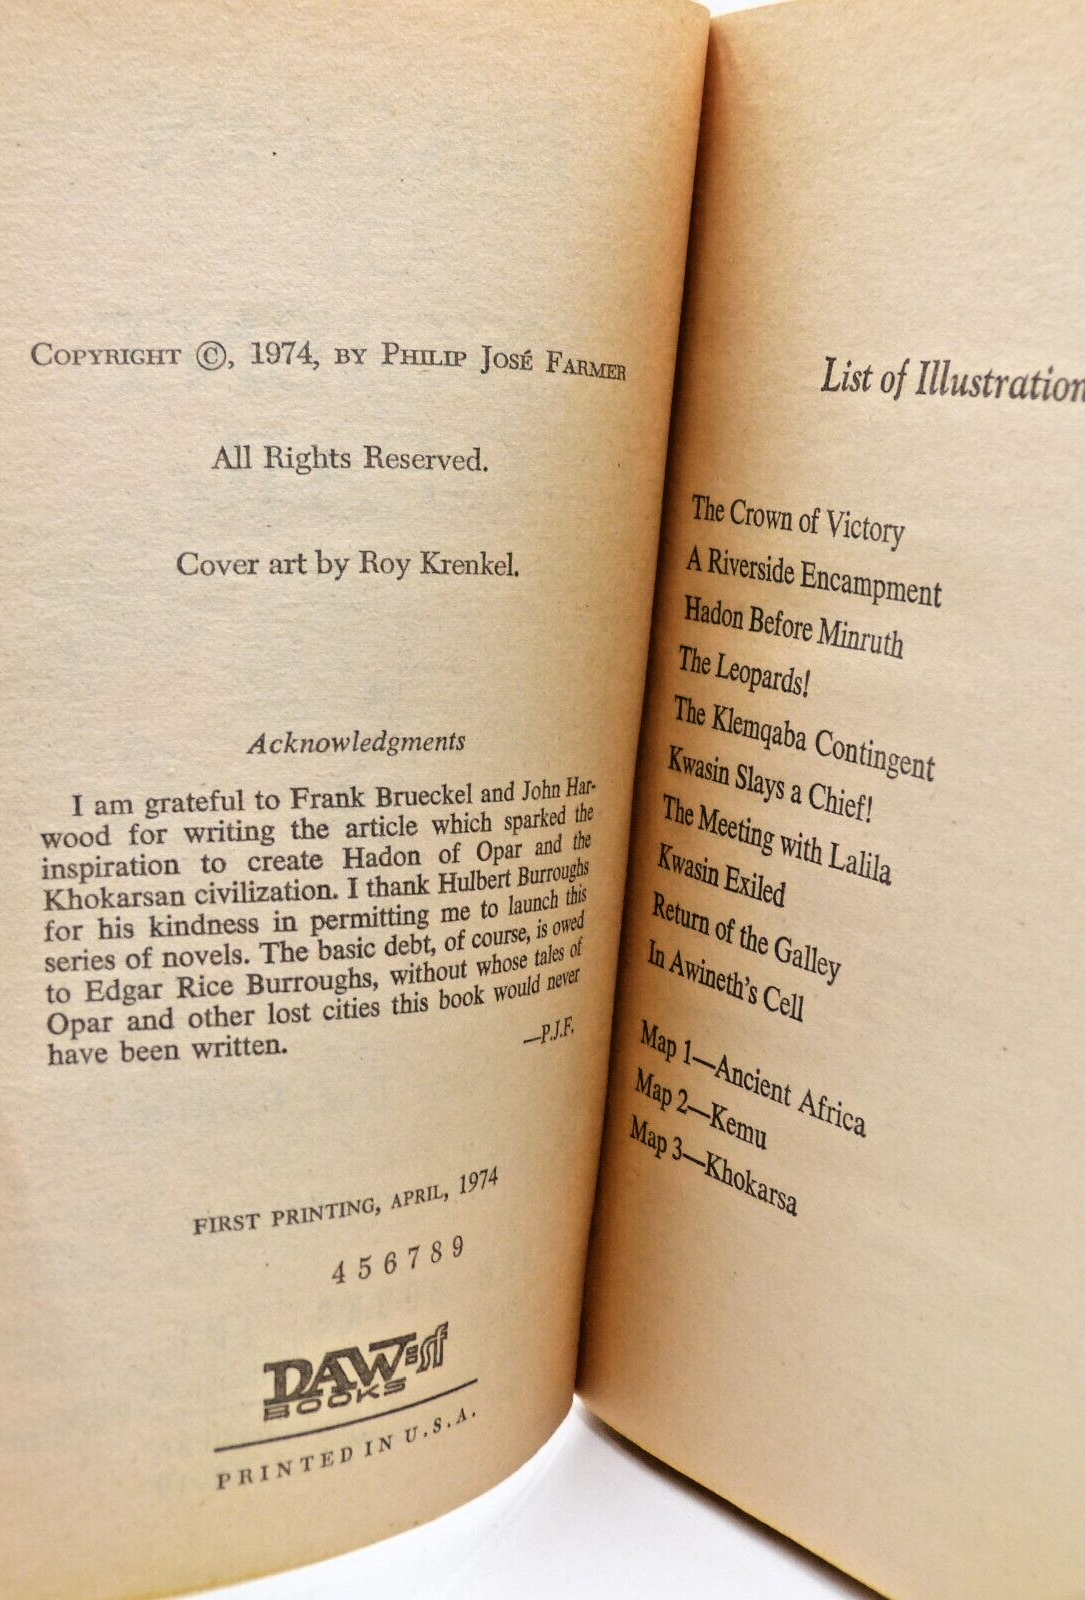 COPYRIGHT ©, 1974, BY PHILIP JOSÉ FARMER
All Rights Reserved.
Cover art by Roy Krenkel.
Acknowledgments
I am grateful to Frank Brueckel and John Har-
wood for writing the article which sparked the
inspiration to create Hadon of Opar and the
Khokarsan civilization. I thank Hulbert Burroughs
for his kindness in permitting me to launch this
series of novels. The basic debt, of course, is owed
to Edgar Rice Burroughs, without whose tales of
Opar and other lost cities this book would never
have been written.
—P.J.F.
FIRST PRINTING, APRIL, 1974
4 5 6 7 8 9
DAW=sf
BOOKS
PRINTED IN U.S.A.
List of Illustration
The Crown of Victory
A Riverside Encampment
Hadon Before Minruth
The Leopards!
The Klemqaba Contingent
Kwasin Slays a Chief!
The Meeting with Lalila
Kwasin Exiled
Return of the Galley
In Awineth's Cell
Map 1—Ancient Africa
Map 2—Kemu
Map 3—Khokarsa